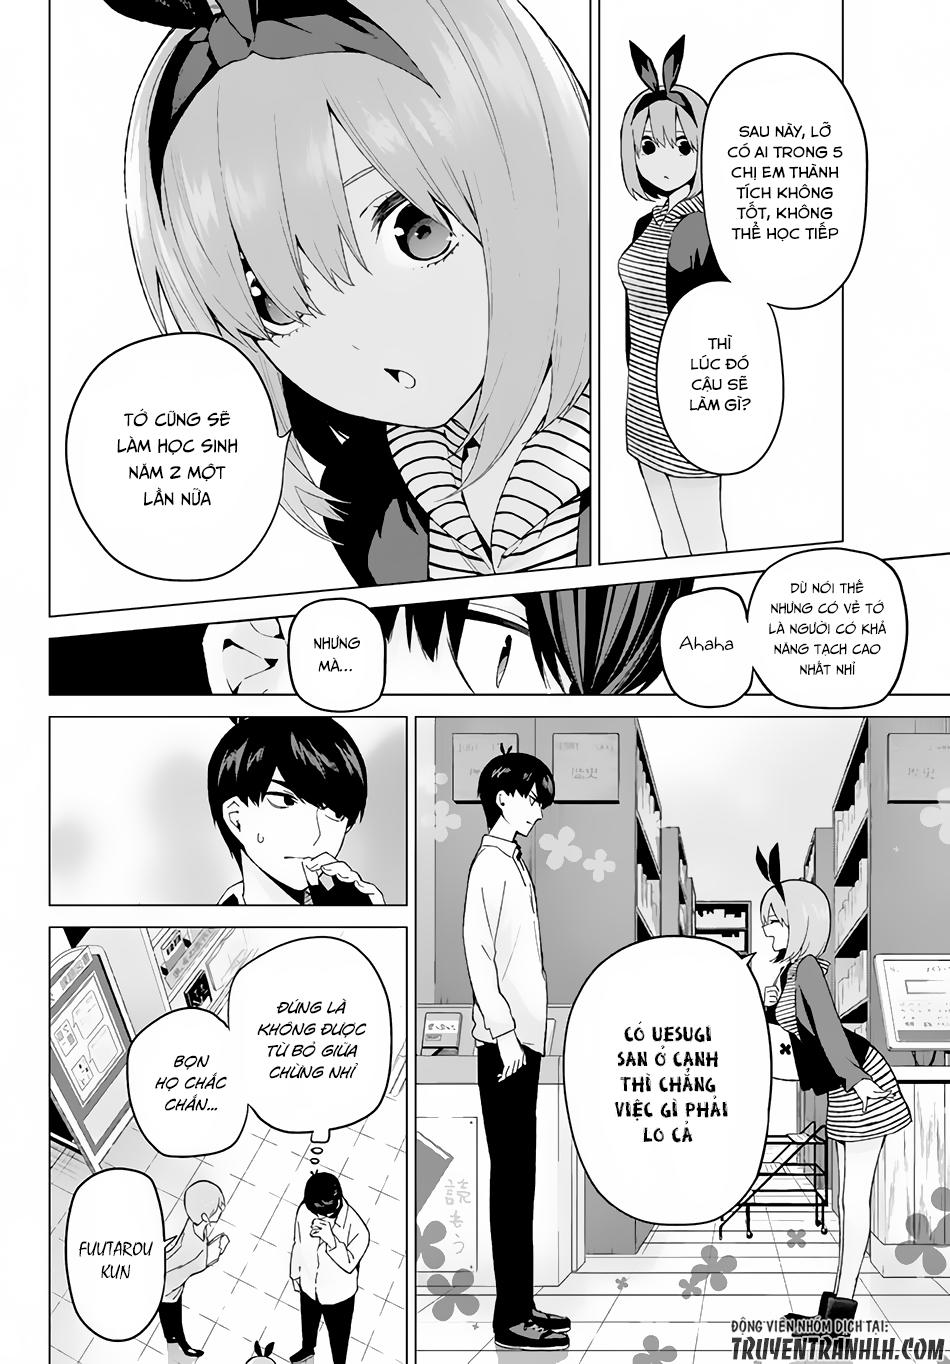 SAU NÀY, LỠ
CÓ AI TRONG 5
CHỊ EM THÀNH
TÍCH KHÔNG
TỐT, KHÔNG
THỂ HỌC TIẾP
THÌ
LÚC ĐÓ
CẬU SẼ
LÀM GÌ?
TỚ CŨNG SẼ
LÀM HỌC SINH
NĂM 2 MỘT
LẦN NỮA
DÙ NÓI THẾ
NHƯNG CÓ VẺ TỚ
LÀ NGƯỜI CÓ KHẢ
NĂNG TẠCH CAO
NHẤT NHỈ
Ahaha
NHƯNG
MÀ...
CÓ UESUGI
SAN Ở CẠNH
THÌ CHẲNG
VIỆC GÌ PHẢI
LO CẢ
歴史
読もう
ĐÚNG LÀ
KHÔNG ĐƯỢC
TỪ BỎ GIỮA
CHỪNG NHỈ
BỌN
HỌ CHẮC
CHẮN...
FUUTAROU
KUN
ĐỘNG VIÊN NHÓM DỊCH TẠI:
TRUYENTRANHLH.COM